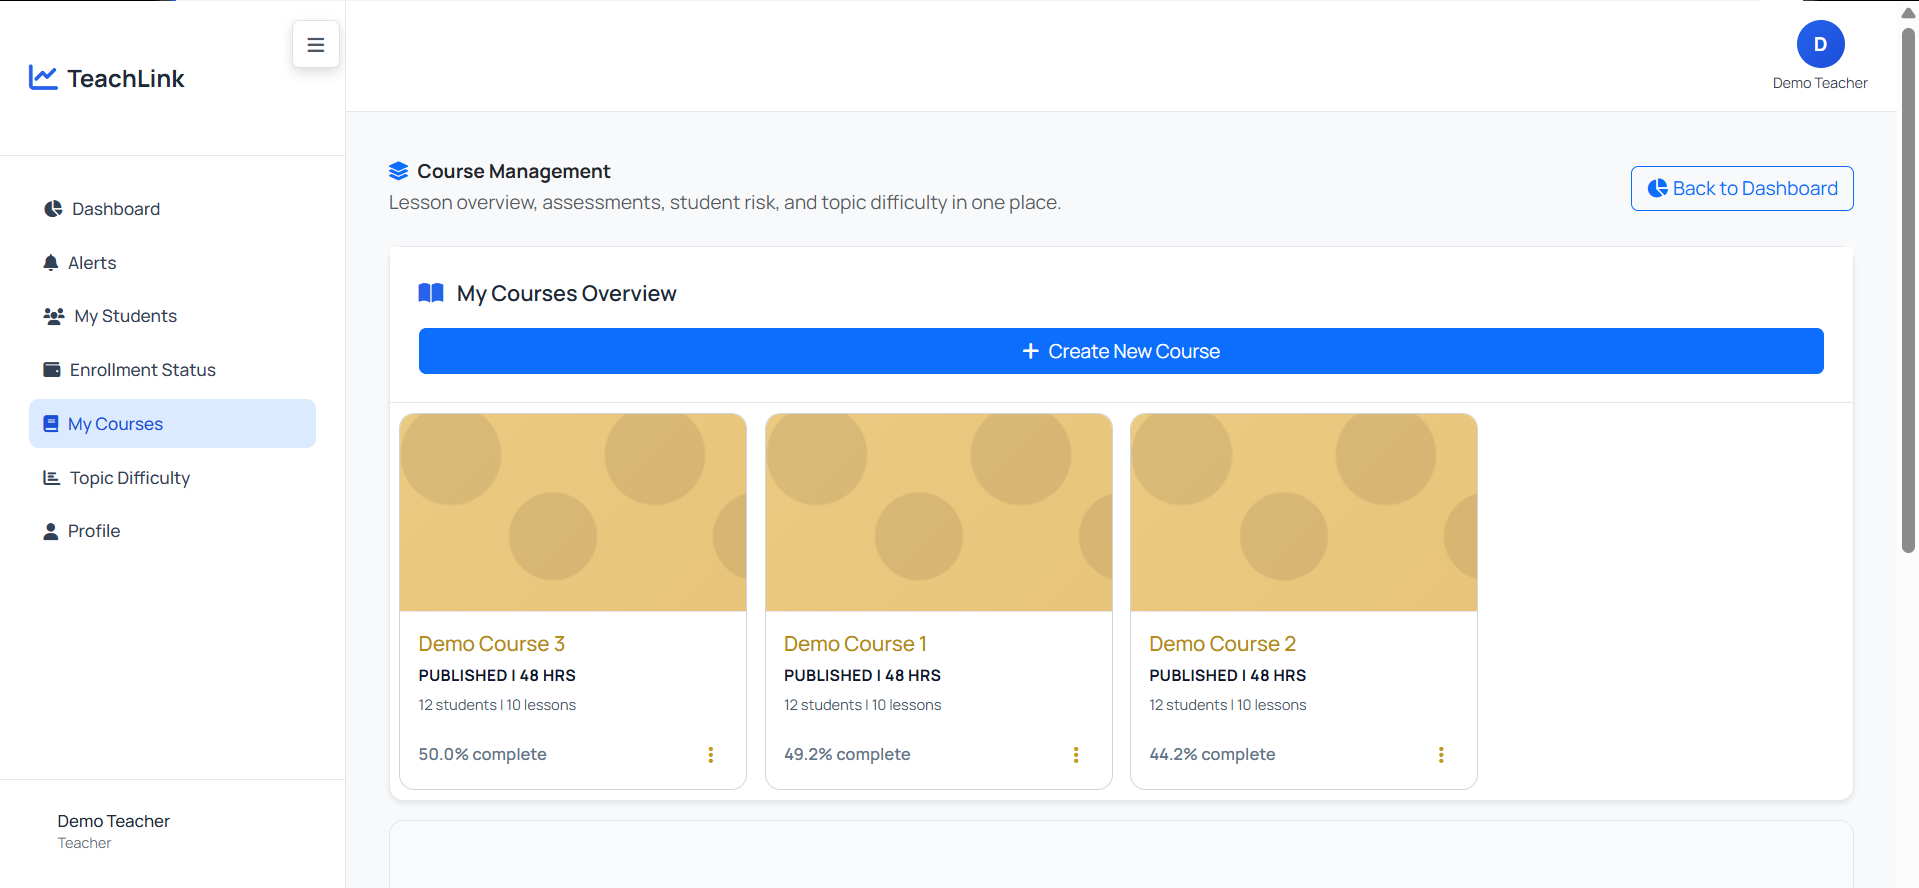 TeachLink
D
Demo Teacher
Dashboard
Alerts
My Students
Enrollment Status
My Courses
Topic Difficulty
Profile
Demo Teacher
Teacher
Course Management
Lesson overview, assessments, student risk, and topic difficulty in one place.
Back to Dashboard
My Courses Overview
+ Create New Course
Demo Course 3
PUBLISHED | 48 HRS
12 students | 10 lessons
50.0% complete
Demo Course 1
PUBLISHED | 48 HRS
12 students | 10 lessons
49.2% complete
Demo Course 2
PUBLISHED | 48 HRS
12 students | 10 lessons
44.2% complete